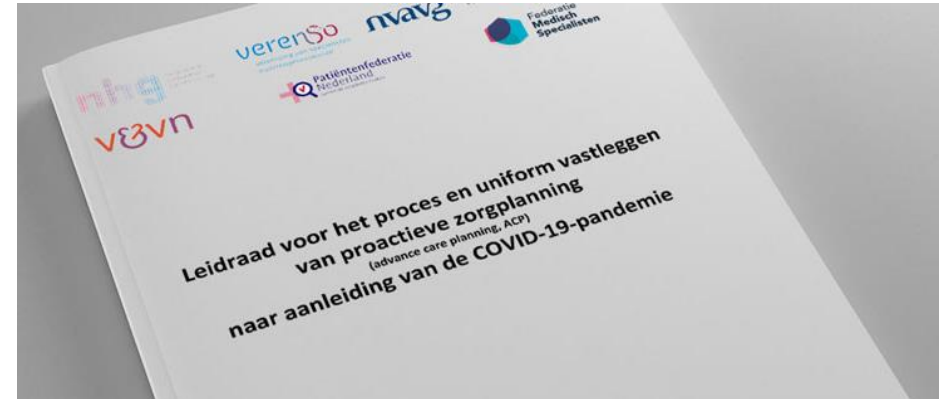 nhg
verenso
nvavg
Federatie
Medisch
Specialisten
v&vn
Patiëntenfederatie
Nederland
Leidraad voor het proces en uniform vastleggen
van proactieve zorgplanning
(advance care planning, ACP)
naar aanleiding van de COVID-19-pandemie